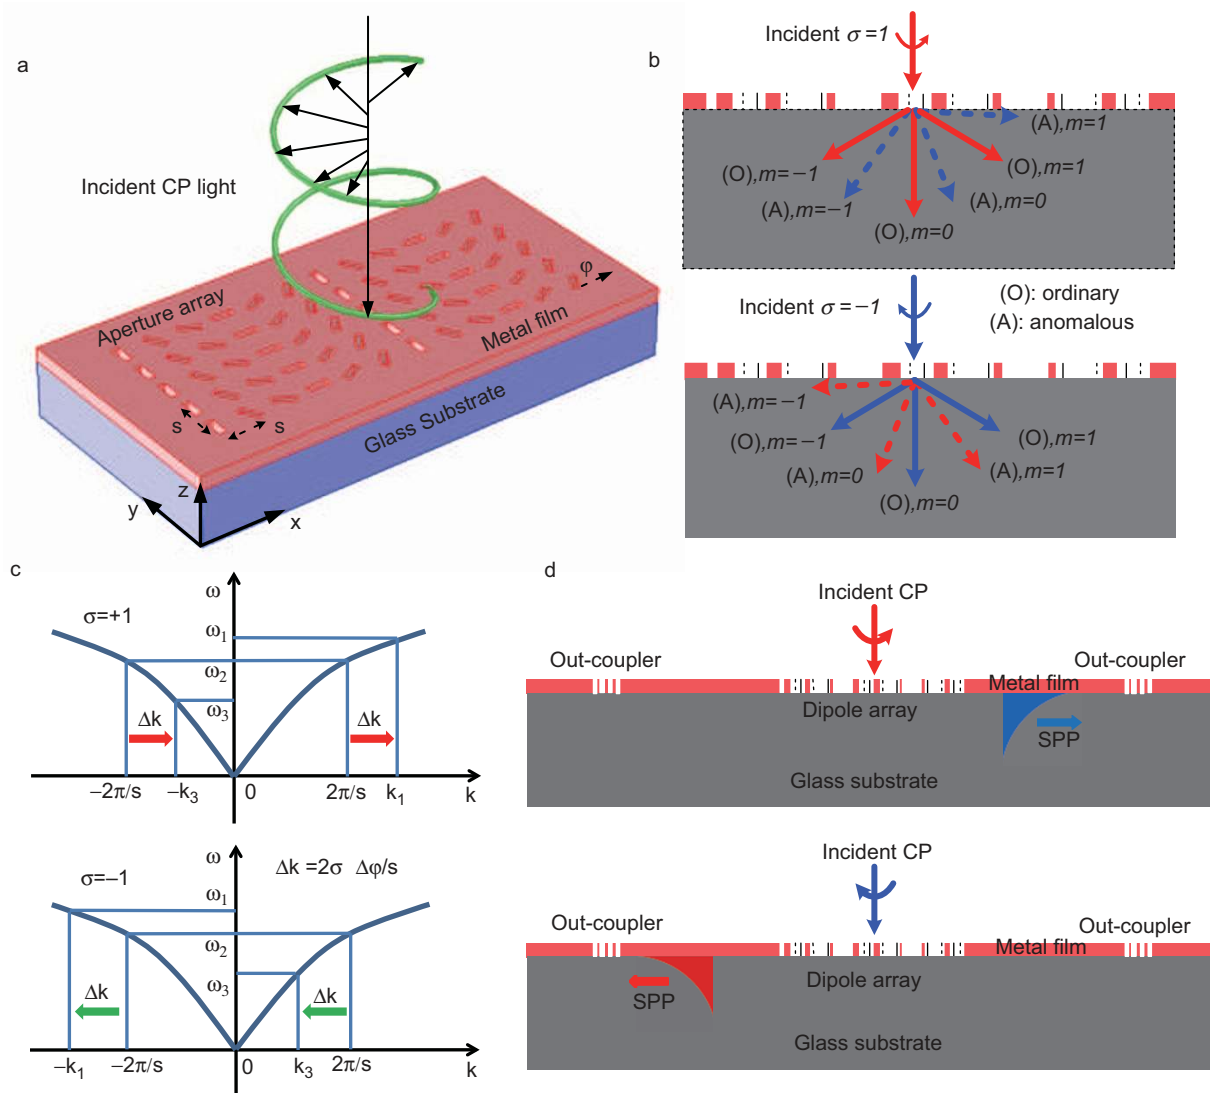 a
Incident CP light
Aperture array
Metal film
Glass Substrate
φ
s
s
z
y
x
b
Incident σ=1
(A),m=1
(O),m=−1
(O),m=1
(A),m=−1
(A),m=0
(O),m=0
Incident σ=−1
(O): ordinary
(A): anomalous
(A),m=−1
(O),m=−1
(O),m=1
(A),m=0
(A),m=1
(O),m=0
c
σ=+1
ω
ω1
ω2
ω3
Δk
Δk
−2π/s
−k3
0
2π/s
k1
k
σ=−1
ω
Δk =2σ Δφ/s
ω1
ω2
ω3
Δk
Δk
−k1
−2π/s
0
k3
2π/s
k
d
Incident CP
Out-coupler
Out-coupler
Metal film
Dipole array
SPP
Glass substrate
Incident CP
Out-coupler
Out-coupler
Metal film
Dipole array
SPP
Glass substrate